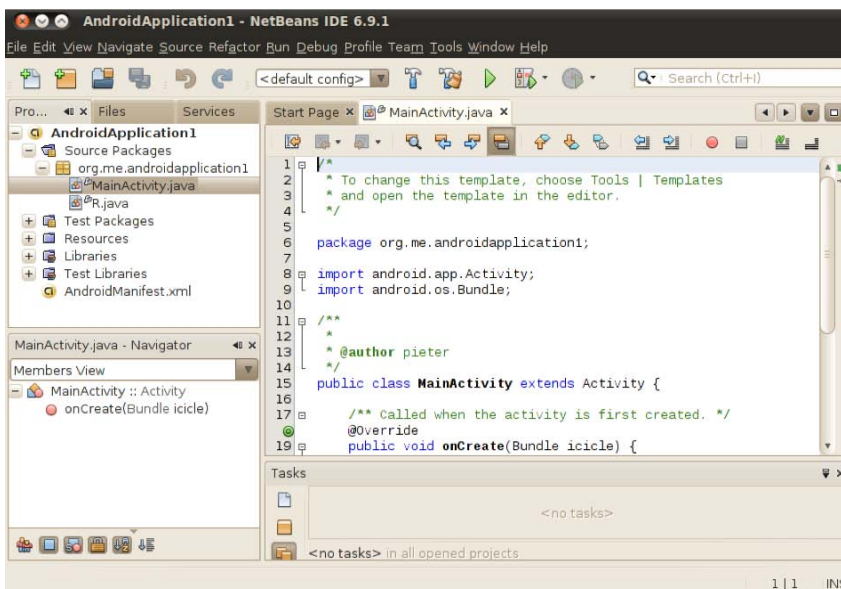 AndroidApplication1 - NetBeans IDE 6.9.1
File Edit View Navigate Source Refactor Run Debug Profile Team Tools Window Help
<default config>
Search (Ctrl+I)
Pro... Files Services
AndroidApplication1
Source Packages
org.me.androidapplication1
MainActivity.java
R.java
Test Packages
Resources
Libraries
Test Libraries
AndroidManifest.xml
MainActivity.java - Navigator
Members View
MainActivity :: Activity
onCreate(Bundle icicle)
Start Page MainActivity.java
1 /*
2 * To change this template, choose Tools | Templates
3 * and open the template in the editor.
4 */
5
6 package org.me.androidapplication1;
7
8 import android.app.Activity;
9 import android.os.Bundle;
10
11 /**
12 *
13 * @author pieter
14 */
15 public class MainActivity extends Activity {
16
17 /** Called when the activity is first created. */
@Override
19 public void onCreate(Bundle icicle) {
Tasks
<no tasks>
<no tasks> in all opened projects
1 | 1 INS